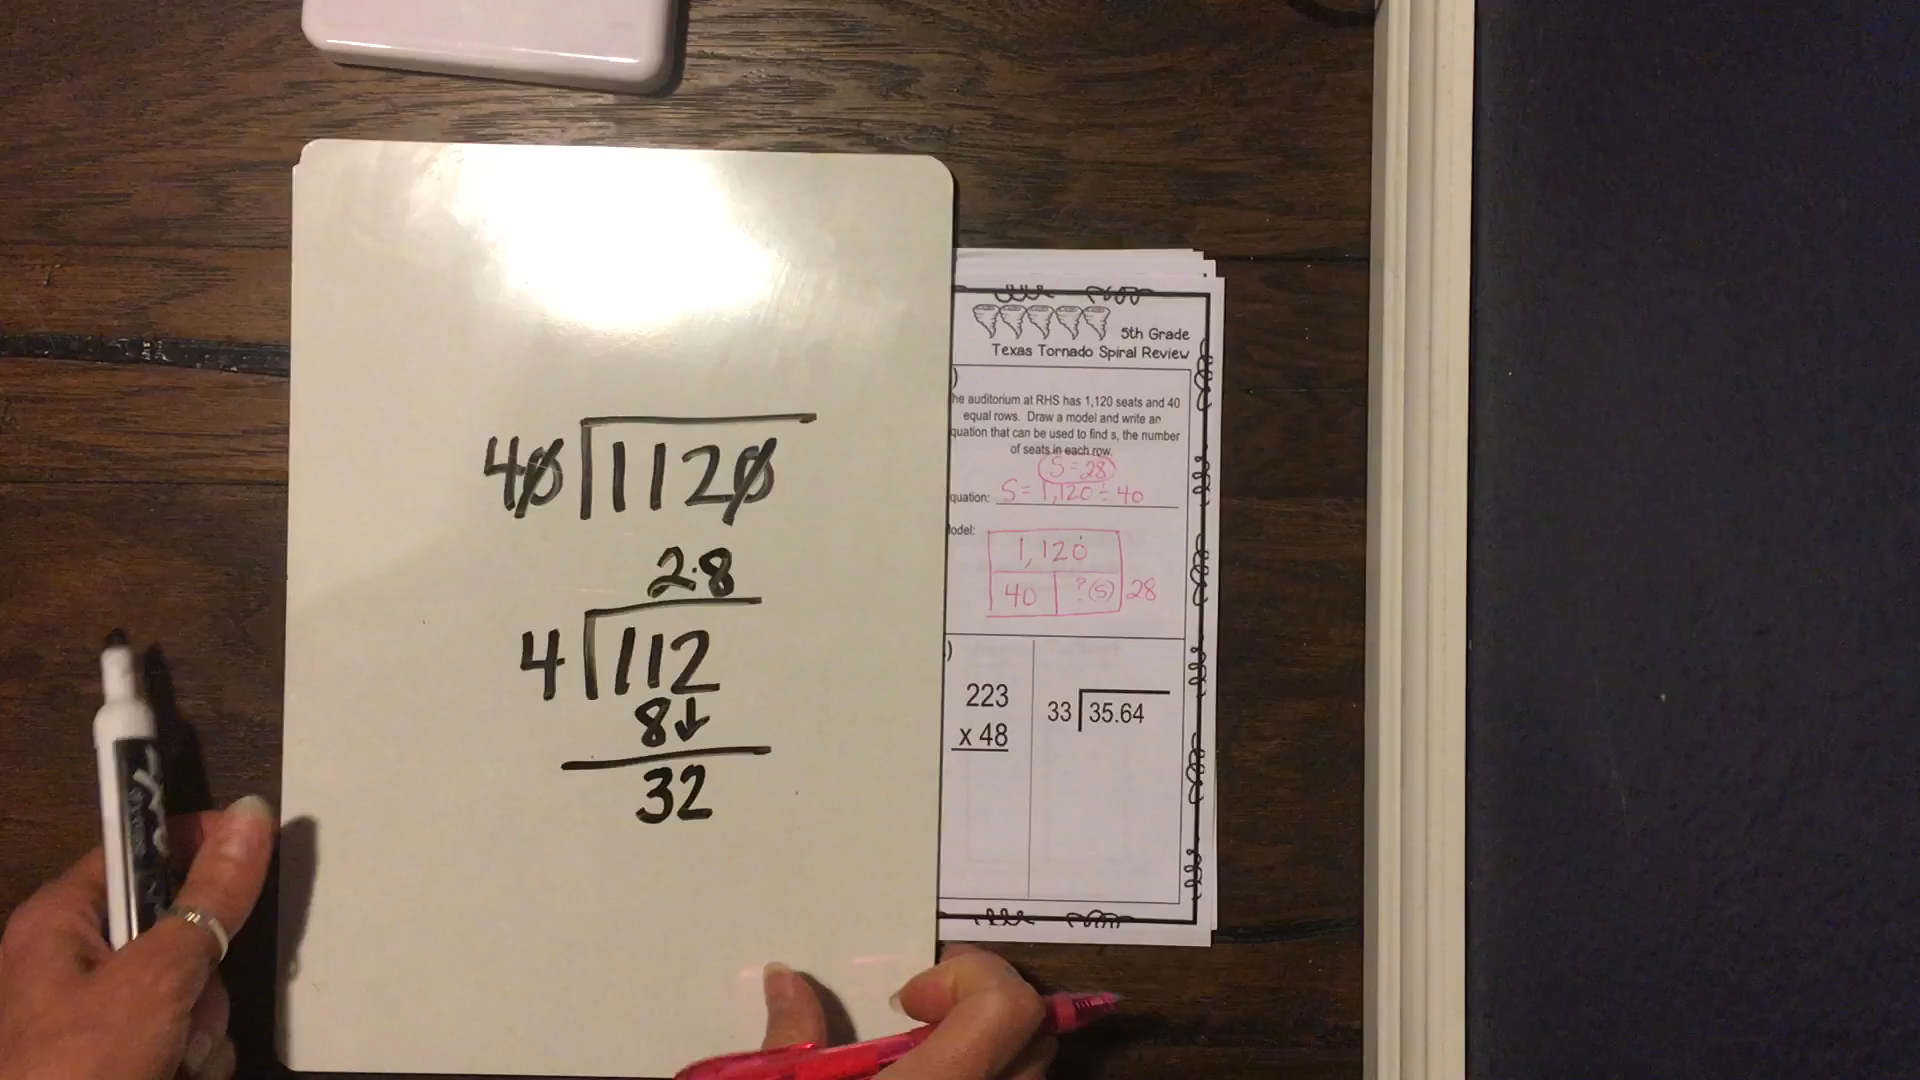 40 1120
2.8
4 112
8↓
32
5th Grade
Texas Tornado Spiral Review
)
he auditorium at RHS has 1,120 seats and 40
equal rows. Draw a model and write an
quation that can be used to find s, the number
of seats in each row.
S = 28
quation: S = 1,120 ÷ 40
odel:
1,120
40 ? (S) 28
)
223
x 48
33 35.64